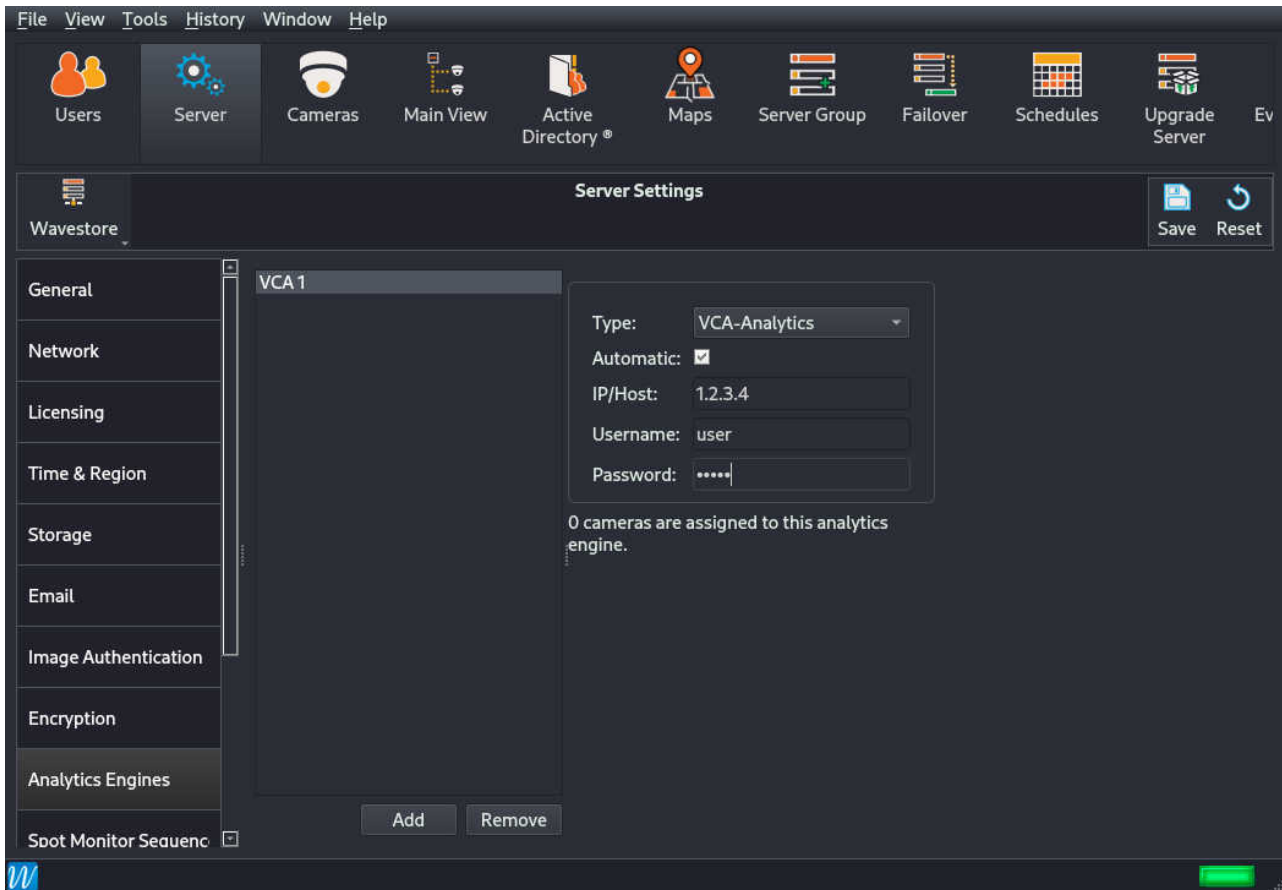 File View Tools History Window Help
Users Server Cameras Main View Active Directory ® Maps Server Group Failover Schedules Upgrade Server Ev
Wavestore
Server Settings
Save Reset
General
Network
Licensing
Time & Region
Storage
Email
Image Authentication
Encryption
Analytics Engines
Spot Monitor Sequenc
VCA 1
Add Remove
Type: VCA-Analytics
Automatic:
IP/Host: 1.2.3.4
Username: user
Password: •••••
0 cameras are assigned to this analytics
engine.
W